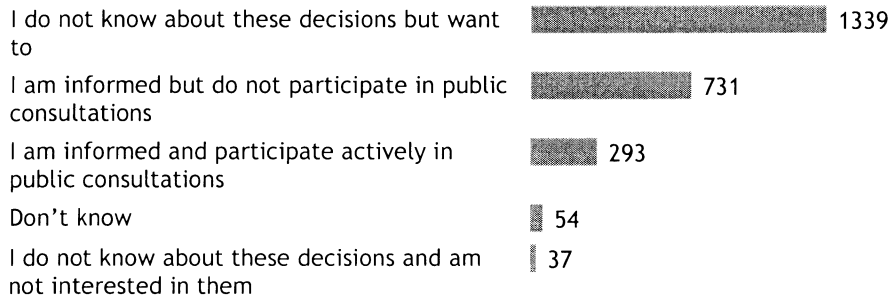 I do not know about these decisions but want
to
1339
I am informed but do not participate in public
consultations
731
I am informed and participate actively in
public consultations
293
Don't know
54
I do not know about these decisions and am
not interested in them
37